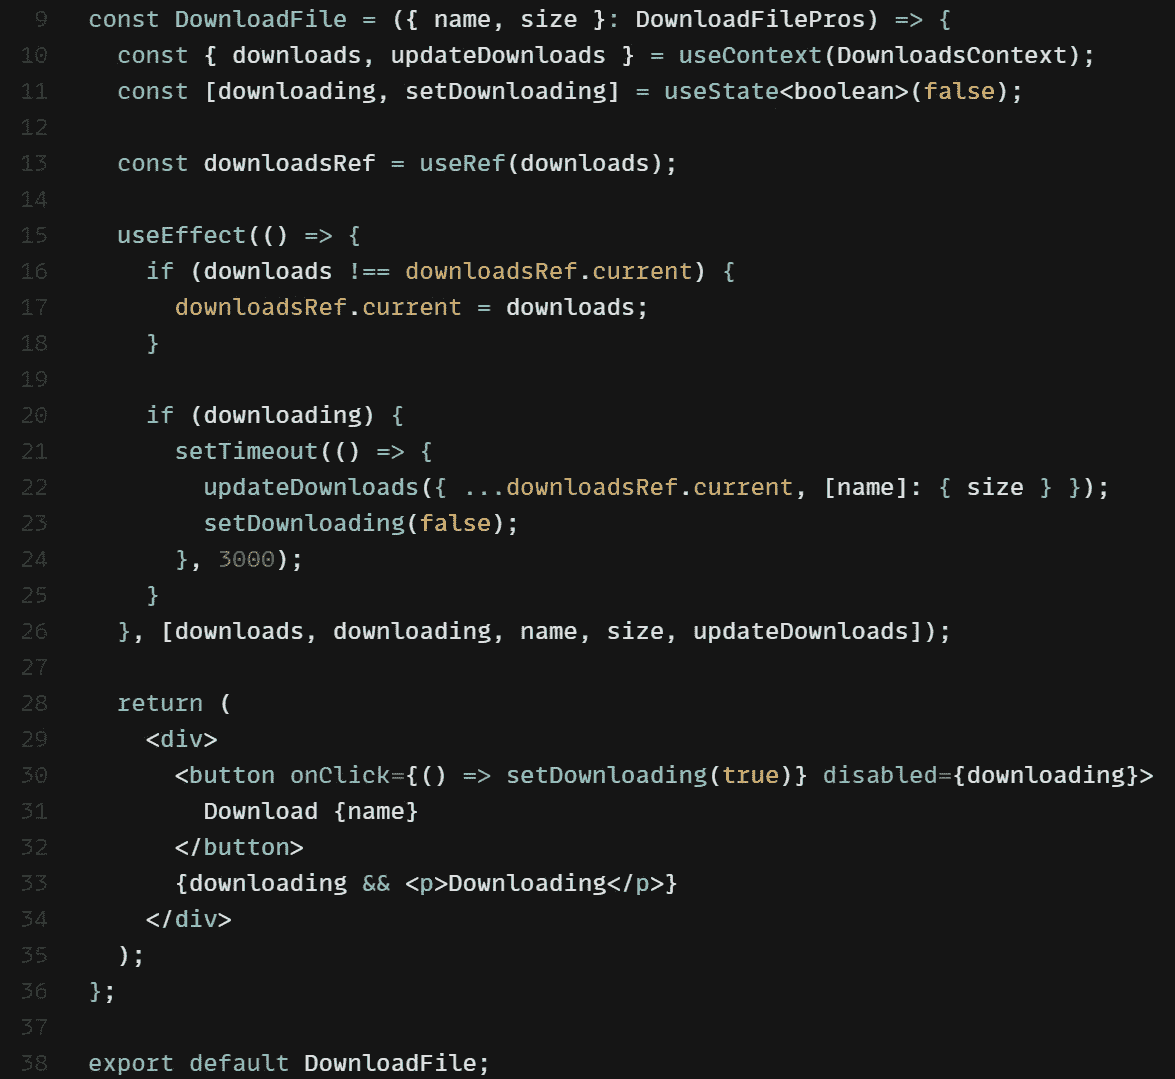 9 const DownloadFile = ({ name, size }: DownloadFilePros) => {
10 const { downloads, updateDownloads } = useContext(DownloadsContext);
11 const [downloading, setDownloading] = useState<boolean>(false);
12
13 const downloadsRef = useRef(downloads);
14
15 useEffect(() => {
16 if (downloads !== downloadsRef.current) {
17 downloadsRef.current = downloads;
18 }
19
20 if (downloading) {
21 setTimeout(() => {
22 updateDownloads({ ...downloadsRef.current, [name]: { size } });
23 setDownloading(false);
24 }, 3000);
25 }
26 }, [downloads, downloading, name, size, updateDownloads]);
27
28 return (
29 <div>
30 <button onClick={() => setDownloading(true)} disabled={downloading}>
31 Download {name}
32 </button>
33 {downloading && <p>Downloading</p>}
34 </div>
35 );
36 };
37
38 export default DownloadFile;